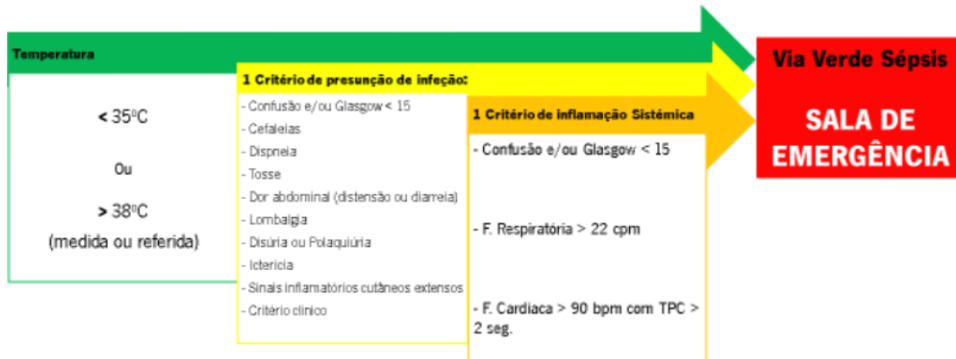 Temperatura
< 35ºC
Ou
> 38ºC
(medida ou referida)
1 Critério de presunção de infeção:
- Confusão e/ou Glasgow < 15
- Cefaleias
- Dispneia
- Tosse
- Dor abdominal (distensão ou diarreia)
- Lombalgia
- Disúria ou Polaquiúria
- Icterícia
- Sinais inflamatórios cutâneos extensos
- Critério clínico
1 Critério de inflamação Sistémica
- Confusão e/ou Glasgow < 15
- F. Respiratória > 22 cpm
- F. Cardiaca > 90 bpm com TPC >
2 seg.
Via Verde Sépsis
SALA DE
EMERGÊNCIA